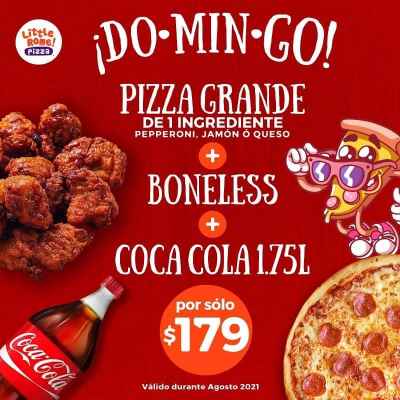 Little
Rome!
Pizza
¡DO•MIN•GO!
PIZZA GRANDE
DE 1 INGREDIENTE
PEPPERONI, JAMÓN Ó QUESO
+
BONELESS
+
COCA COLA 1.75L
por sólo
$179
Coca-Cola
Válido durante Agosto 2021